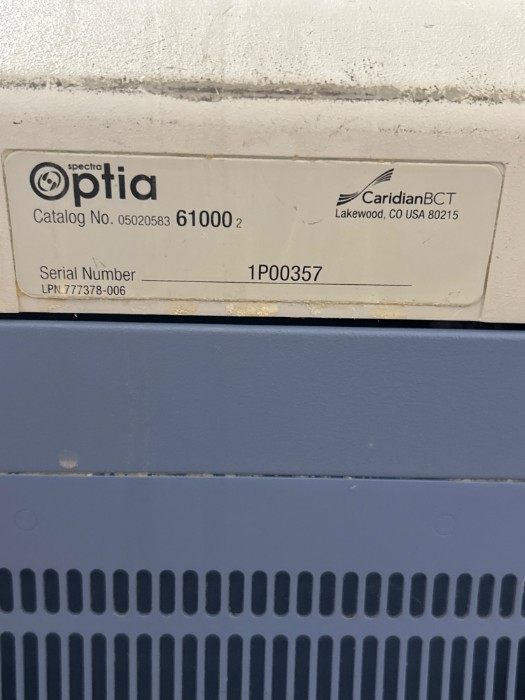 spectra
Optia
Catalog No. 05020583 61000 2
CaridianBCT
Lakewood, CO USA 80215
Serial Number 1P00357
LPN 777378-006